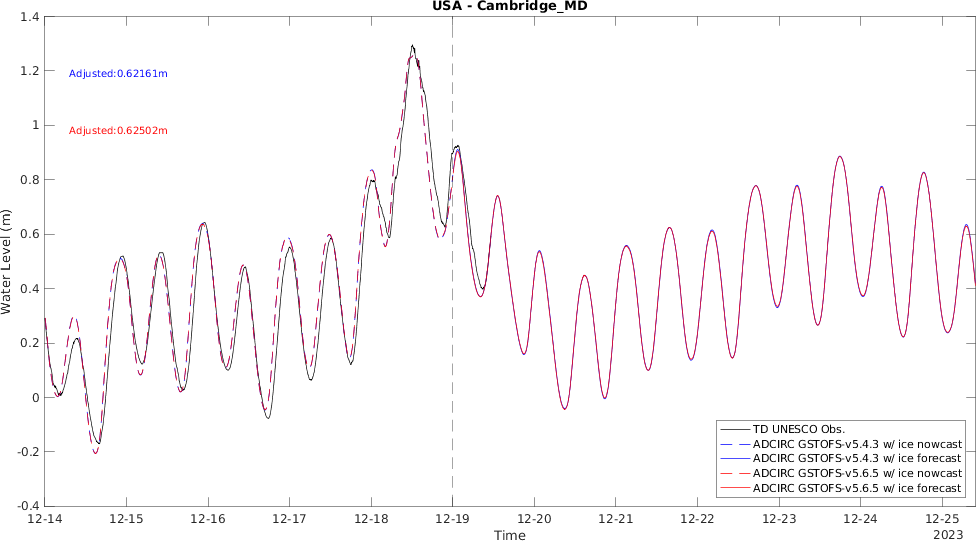 USA - Cambridge_MD
1.4
1.2
1
0.8
0.6
0.4
0.2
0
-0.2
-0.4
Water Level (m)
Adjusted:0.62161m
Adjusted:0.62502m
TD UNESCO Obs.
ADCIRC GSTOFS-v5.4.3 w/ ice nowcast
ADCIRC GSTOFS-v5.4.3 w/ ice forecast
ADCIRC GSTOFS-v5.6.5 w/ ice nowcast
ADCIRC GSTOFS-v5.6.5 w/ ice forecast
12-14 12-15 12-16 12-17 12-18 12-19 12-20 12-21 12-22 12-23 12-24 12-25
Time
2023